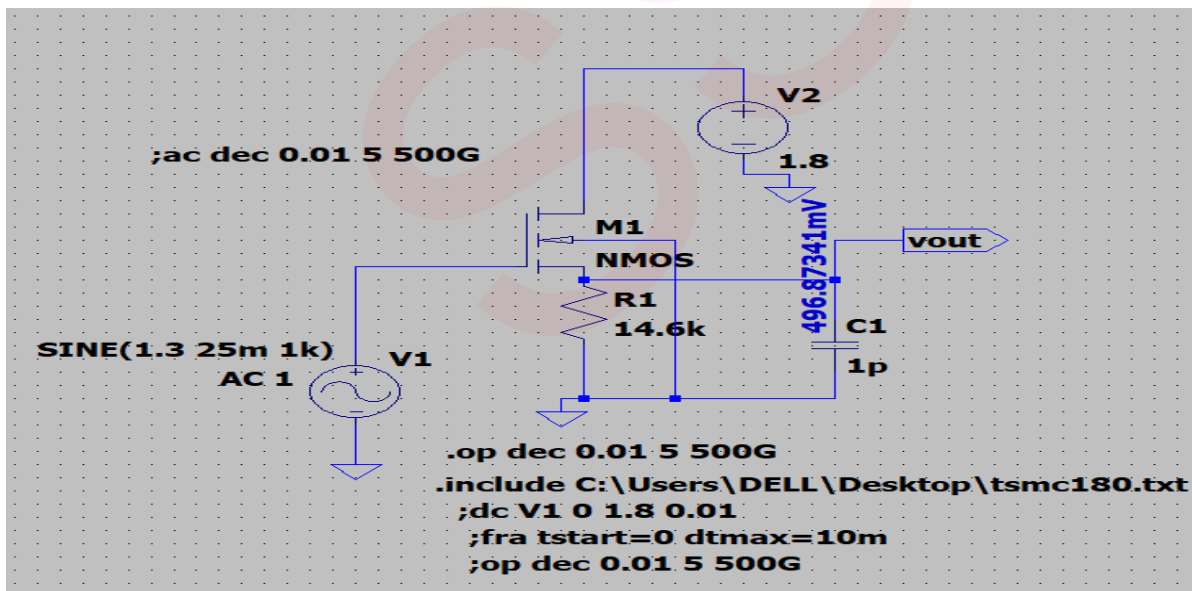 V2
;ac dec 0.01 5 500G
1.8
M1
NMOS
496.87341mV
vout
R1
14.6k
C1
1p
SINE(1.3 25m 1k)
V1
AC 1
.op dec 0.01 5 500G
.include C:\Users\DELL\Desktop\tsmc180.txt
;dc V1 0 1.8 0.01
;fra tstart=0 dtmax=10m
;op dec 0.01 5 500G